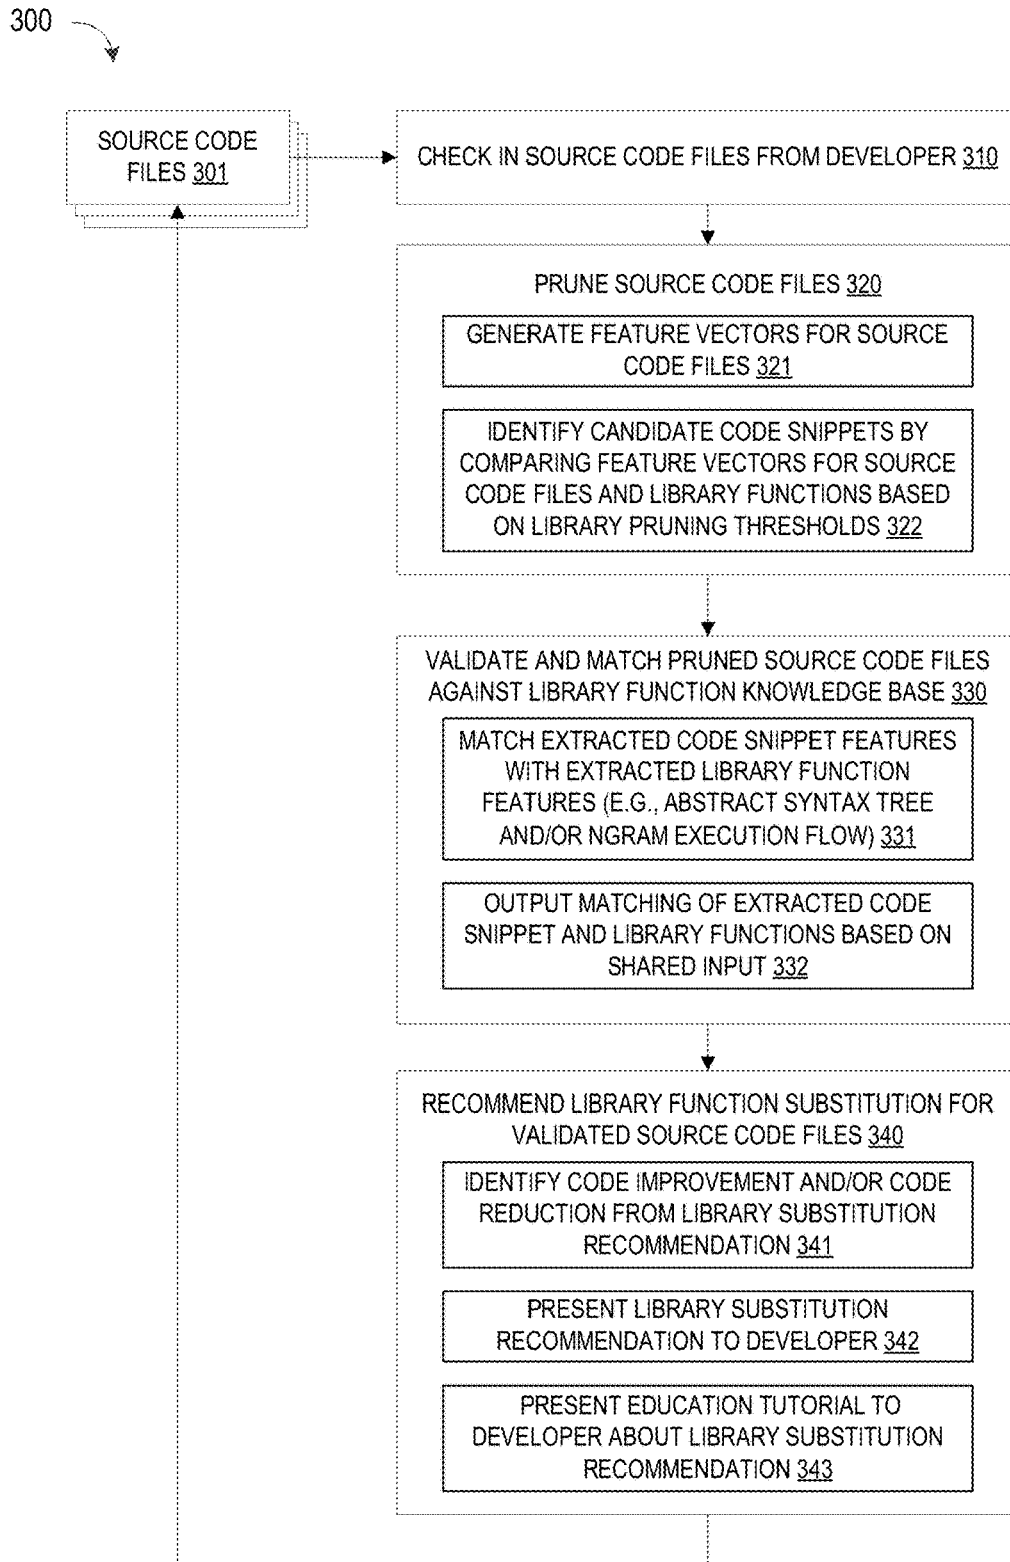 300
SOURCE CODE
FILES 301
CHECK IN SOURCE CODE FILES FROM DEVELOPER 310
PRUNE SOURCE CODE FILES 320
GENERATE FEATURE VECTORS FOR SOURCE
CODE FILES 321
IDENTIFY CANDIDATE CODE SNIPPETS BY
COMPARING FEATURE VECTORS FOR SOURCE
CODE FILES AND LIBRARY FUNCTIONS BASED
ON LIBRARY PRUNING THRESHOLDS 322
VALIDATE AND MATCH PRUNED SOURCE CODE FILES
AGAINST LIBRARY FUNCTION KNOWLEDGE BASE 330
MATCH EXTRACTED CODE SNIPPET FEATURES
WITH EXTRACTED LIBRARY FUNCTION
FEATURES (E.G., ABSTRACT SYNTAX TREE
AND/OR NGRAM EXECUTION FLOW) 331
OUTPUT MATCHING OF EXTRACTED CODE
SNIPPET AND LIBRARY FUNCTIONS BASED ON
SHARED INPUT 332
RECOMMEND LIBRARY FUNCTION SUBSTITUTION FOR
VALIDATED SOURCE CODE FILES 340
IDENTIFY CODE IMPROVEMENT AND/OR CODE
REDUCTION FROM LIBRARY SUBSTITUTION
RECOMMENDATION 341
PRESENT LIBRARY SUBSTITUTION
RECOMMENDATION TO DEVELOPER 342
PRESENT EDUCATION TUTORIAL TO
DEVELOPER ABOUT LIBRARY SUBSTITUTION
RECOMMENDATION 343